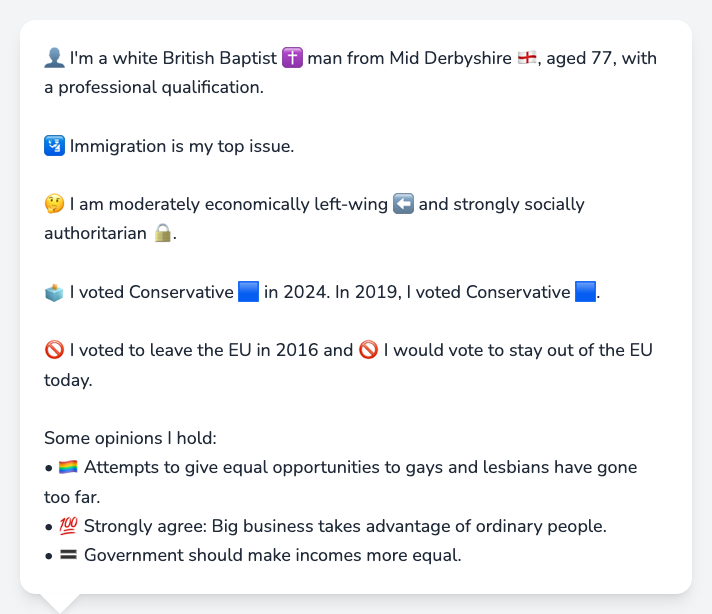 👤 I'm a white British Baptist ✝️ man from Mid Derbyshire 🏴󠁧󠁢󠁥󠁮󠁧󠁿, aged 77, with
a professional qualification.
🛂 Immigration is my top issue.
🤔 I am moderately economically left-wing ⬅️ and strongly socially
authoritarian 🔒.
🗳️ I voted Conservative 🟦 in 2024. In 2019, I voted Conservative 🟦.
🚫 I voted to leave the EU in 2016 and 🚫 I would vote to stay out of the EU
today.
Some opinions I hold:
• 🏳️‍🌈 Attempts to give equal opportunities to gays and lesbians have gone
too far.
• 💯 Strongly agree: Big business takes advantage of ordinary people.
• 🟰 Government should make incomes more equal.